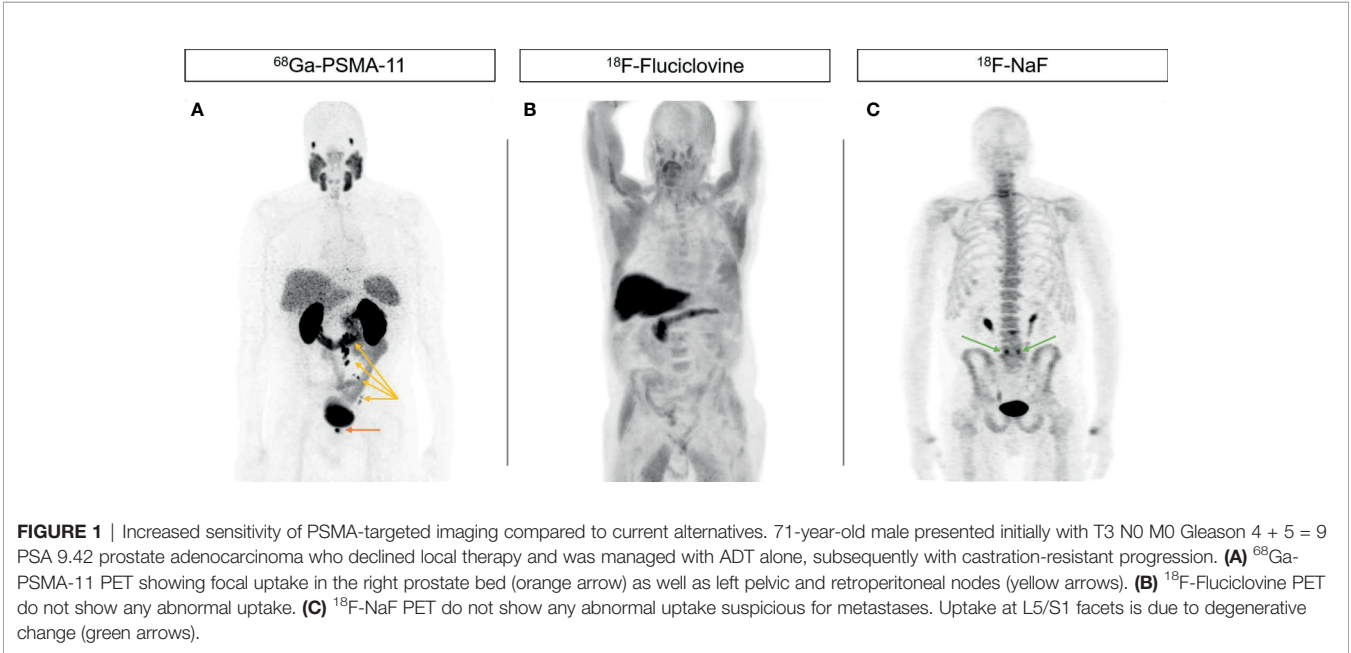 ⁶⁸Ga-PSMA-11
¹⁸F-Fluciclovine
¹⁸F-NaF
A
B
C
FIGURE 1 | Increased sensitivity of PSMA-targeted imaging compared to current alternatives. 71-year-old male presented initially with T3 N0 M0 Gleason 4 + 5 = 9
PSA 9.42 prostate adenocarcinoma who declined local therapy and was managed with ADT alone, subsequently with castration-resistant progression. (A) ⁶⁸Ga-
PSMA-11 PET showing focal uptake in the right prostate bed (orange arrow) as well as left pelvic and retroperitoneal nodes (yellow arrows). (B) ¹⁸F-Fluciclovine PET
do not show any abnormal uptake. (C) ¹⁸F-NaF PET do not show any abnormal uptake suspicious for metastases. Uptake at L5/S1 facets is due to degenerative
change (green arrows).